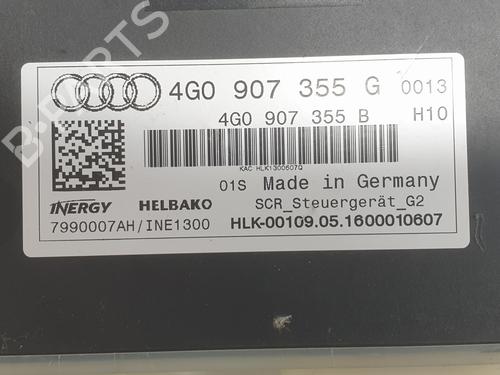 B-PARTS
4G0 907 355 G 0013
4G0 907 355 B H10
KAC HLK1300607Q
01S Made in Germany
INERGY HELBAKO SCR_Steuergerät_G2
7990007AH/INE1300 HLK-00109.05.1600010607